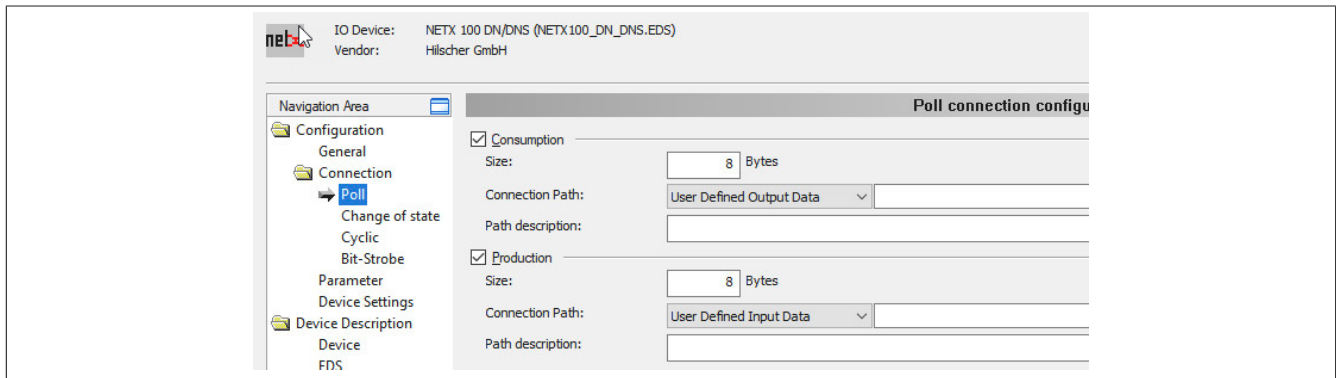 netx
IO Device: NETX 100 DN/DNS (NETX100_DN_DNS.EDS)
Vendor: Hilscher GmbH
Navigation Area
Configuration
General
Connection
Poll
Change of state
Cyclic
Bit-Strobe
Parameter
Device Settings
Device Description
Device
EDS
Poll connection configu
Consumption
Size: 8 Bytes
Connection Path: User Defined Output Data
Path description:
Production
Size: 8 Bytes
Connection Path: User Defined Input Data
Path description: